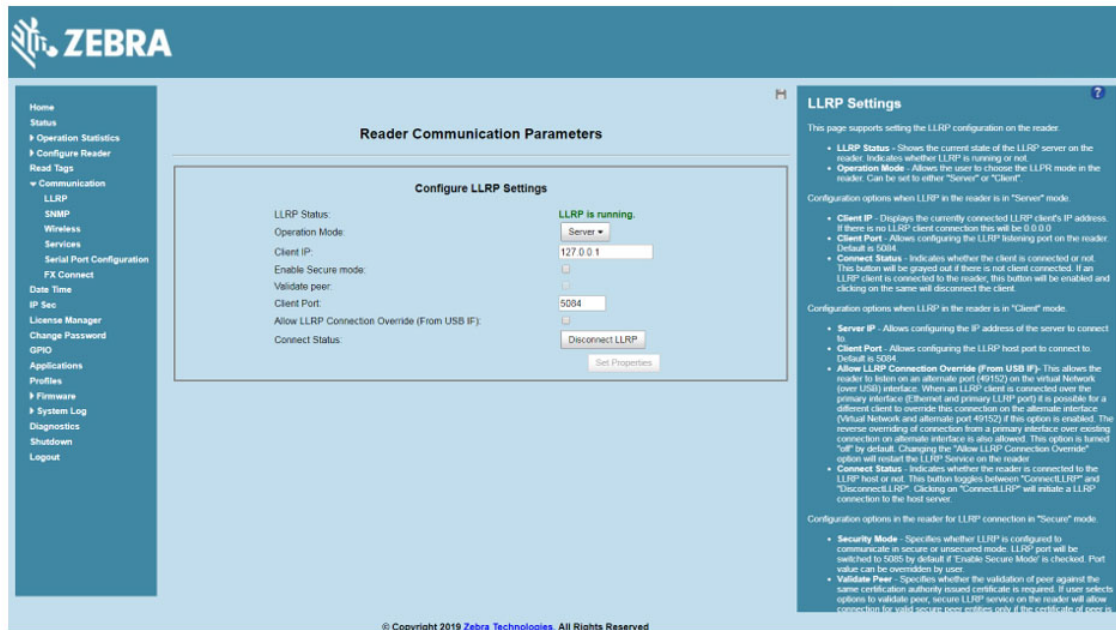 ZEBRA
Home
Status
Operation Statistics
Configure Reader
Read Tags
Communication
LLRP
SNMP
Wireless
Services
Serial Port Configuration
FX Connect
Date Time
IP Sec
License Manager
Change Password
GPIO
Applications
Profiles
Firmware
System Log
Diagnostics
Shutdown
Logout
Reader Communication Parameters
Configure LLRP Settings
LLRP Status: LLRP is running.
Operation Mode: Server
Client IP: 127.0.0.1
Enable Secure mode:
Validate peer:
Client Port: 5084
Allow LLRP Connection Override (From USB IF):
Connect Status: Disconnect LLRP
Set Properties
?
LLRP Settings
This page supports setting the LLRP configuration on the reader.
• LLRP Status - Shows the current state of the LLRP server on the
reader. Indicates whether LLRP is running or not.
• Operation Mode - Allows the user to choose the LLPR mode in the
reader. Can be set to either "Server" or "Client".
Configuration options when LLRP in the reader is in "Server" mode.
• Client IP - Displays the currently connected LLRP client's IP address.
If there is no LLRP client connection this will be 0.0.0.0
• Client Port - Allows configuring the LLRP listening port on the reader.
Default is 5084.
• Connect Status - Indicates whether the client is connected or not.
This button will be grayed out if there is not client connected. If an
LLRP client is connected to the reader, this button will be enabled and
clicking on the same will disconnect the client.
Configuration options when LLRP in the reader is in "Client" mode.
• Server IP - Allows configuring the IP address of the server to connect
to.
• Client Port - Allows configuring the LLRP host port to connect to.
Default is 5084.
• Allow LLRP Connection Override (From USB IF)- This allows the
reader to listen on an alternate port (49152) on the virtual Network
(over USB) interface. When an LLRP client is connected over the
primary interface (Ethernet and primary LLRP port) it is possible for a
different client to override this connection on the alternate interface
(Virtual Network and alternate port 49152) if this option is enabled. The
reverse overriding of connection from a primary interface over existing
connection on alternate interface is also allowed. This option is turned
"off" by default. Changing the "Allow LLRP Connection Override"
option will restart the LLRP Service on the reader
• Connect Status - Indicates whether the reader is connected to the
LLRP host or not. This button toggles between "ConnectLLRP" and
"DisconnectLLRP". Clicking on "ConnectLLRP" will initiate a LLRP
connection to the host server.
Configuration options in the reader for LLRP connection in "Secure" mode.
• Security Mode - Specifies whether LLRP is configured to
communicate in secure or unsecured mode. LLRP port will be
switched to 5085 by default if 'Enable Secure Mode' is checked. Port
value can be overridden by user.
• Validate Peer - Specifies whether the validation of peer against the
same certification authority issued certificate is required. If user selects
options to validate peer, secure LLRP service on the reader will allow
connection for valid secure peer entities only if the certificate of peer is
© Copyright 2019 Zebra Technologies. All Rights Reserved